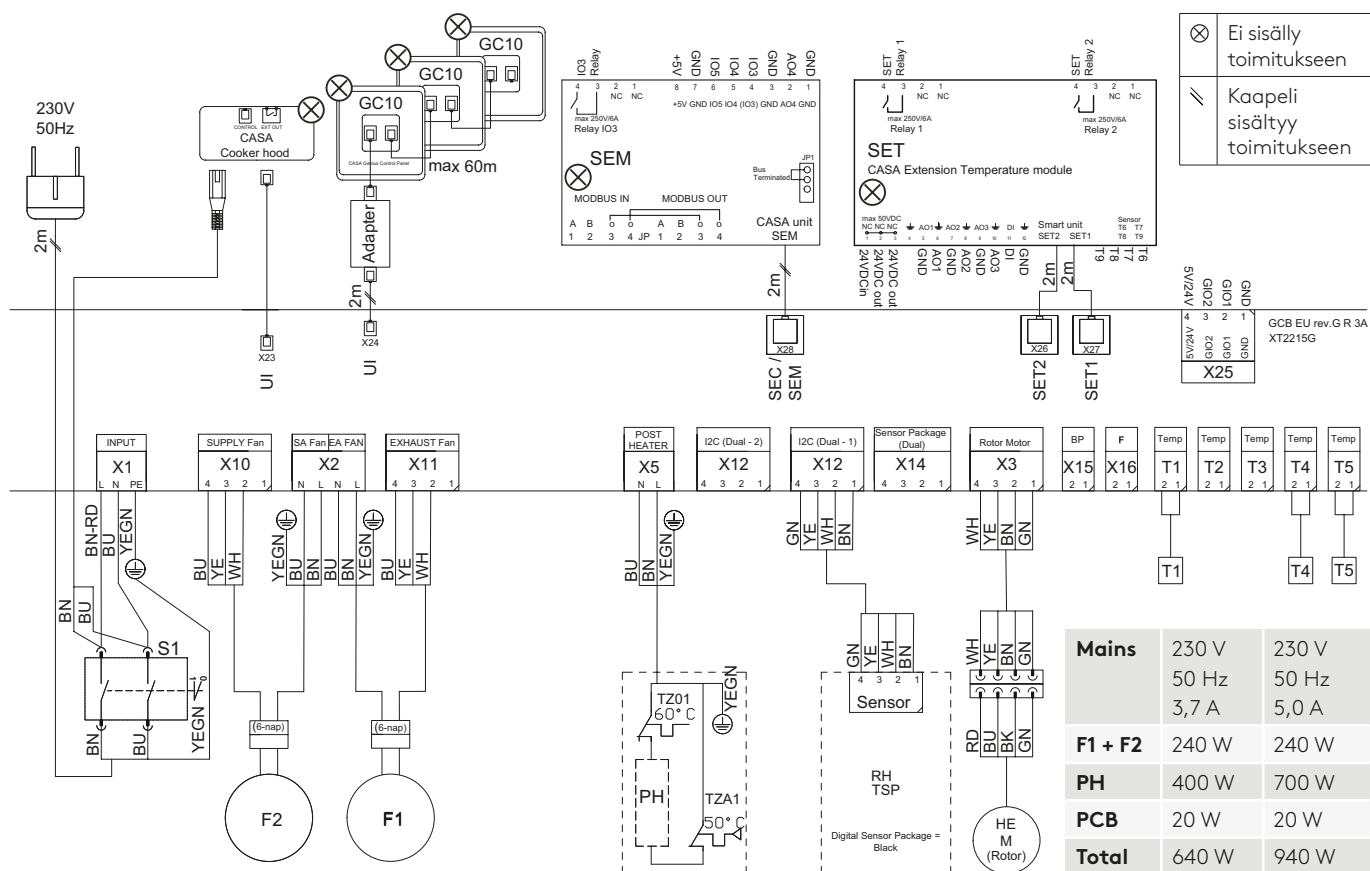 230V
50Hz
2m
CONTROL EXT OUT
CASA
Cooker hood
GC10
GC10
GC10
CASA Genius Control Panel
max 60m
Adapter
2m
IO3
Relay
4 3 2 1
NC NC
max 250V/6A
Relay IO3
+5V GND IO5 IO4 IO3 GND AO4 GND
8 7 6 5 4 3 2 1
+5V GND IO5 IO4 (IO3) GND AO4 GND
SEM
JP1
Bus
Terminated
MODBUS IN MODBUS OUT
A B o o A B o o
1 2 3 4 JP 1 2 3 4
CASA unit
SEM
2m
SET
Relay 1
4 3 2 1
NC NC
max 250V/6A
Relay 1
SET
Relay 2
4 3 2 1
NC NC
max 250V/6A
Relay 2
SET
CASA Extension Temperature module
max 50VDC
NC NC NC
AO1 AO2 AO3 DI
1 2 3 4 5 6 7 8 9 10 11 12
Smart unit
SET2 SET1
Sensor
T6 T7
T8 T9
24VDCin
24VDC out
24VDC out
GND
AO1
GND
AO2
GND
AO3
DI
GND
T9
T8
T7
T6
2m
2m
Ei sisälly
toimitukseen
Kaapeli
sisältyy
toimitukseen
X23
UI
X24
UI
X28
SEC /
SEM
X26
SET2
X27
SET1
5V/24V GIO2 GIO1 GND
4 3 2 1
5V/24V GIO2 GIO1 GND
X25
GCB EU rev.G R 3A
XT2215G
INPUT
X1
L N PE
SUPPLY Fan
X10
4 3 2 1
SA Fan EA FAN
X2
N L N L
EXHAUST Fan
X11
4 3 2 1
POST
HEATER
X5
N L
I2C (Dual - 2)
X12
4 3 2 1
I2C (Dual - 1)
X12
4 3 2 1
Sensor Package
(Dual)
X14
4 3 2 1
Rotor Motor
X3
4 3 2 1
BP
X15
2 1
F
X16
2 1
Temp
T1
2 1
Temp
T2
2 1
Temp
T3
2 1
Temp
T4
2 1
Temp
T5
2 1
BN-RD
BU
YEGN
BU YE WH
YEGN BU BN
BU BN YEGN
BU YE WH
BU BN YEGN
GN YE WH BN
WH YE BN GN
T1
T4
T5
BN
BU
S1
1 0
BN
BU
YEGN
(6-nap)
F2
(6-nap)
F1
TZ01
60°C
YEGN
PH
TZA1
50°C
GN YE WH BN
4 3 2 1
Sensor
RH
TSP
Digital Sensor Package =
Black
WH YE BN GN
RD BU BK GN
HE
M
(Rotor)
Mains 230 V 230 V
50 Hz 50 Hz
3,7 A 5,0 A
F1 + F2 240 W 240 W
PH 400 W 700 W
PCB 20 W 20 W
Total 640 W 940 W